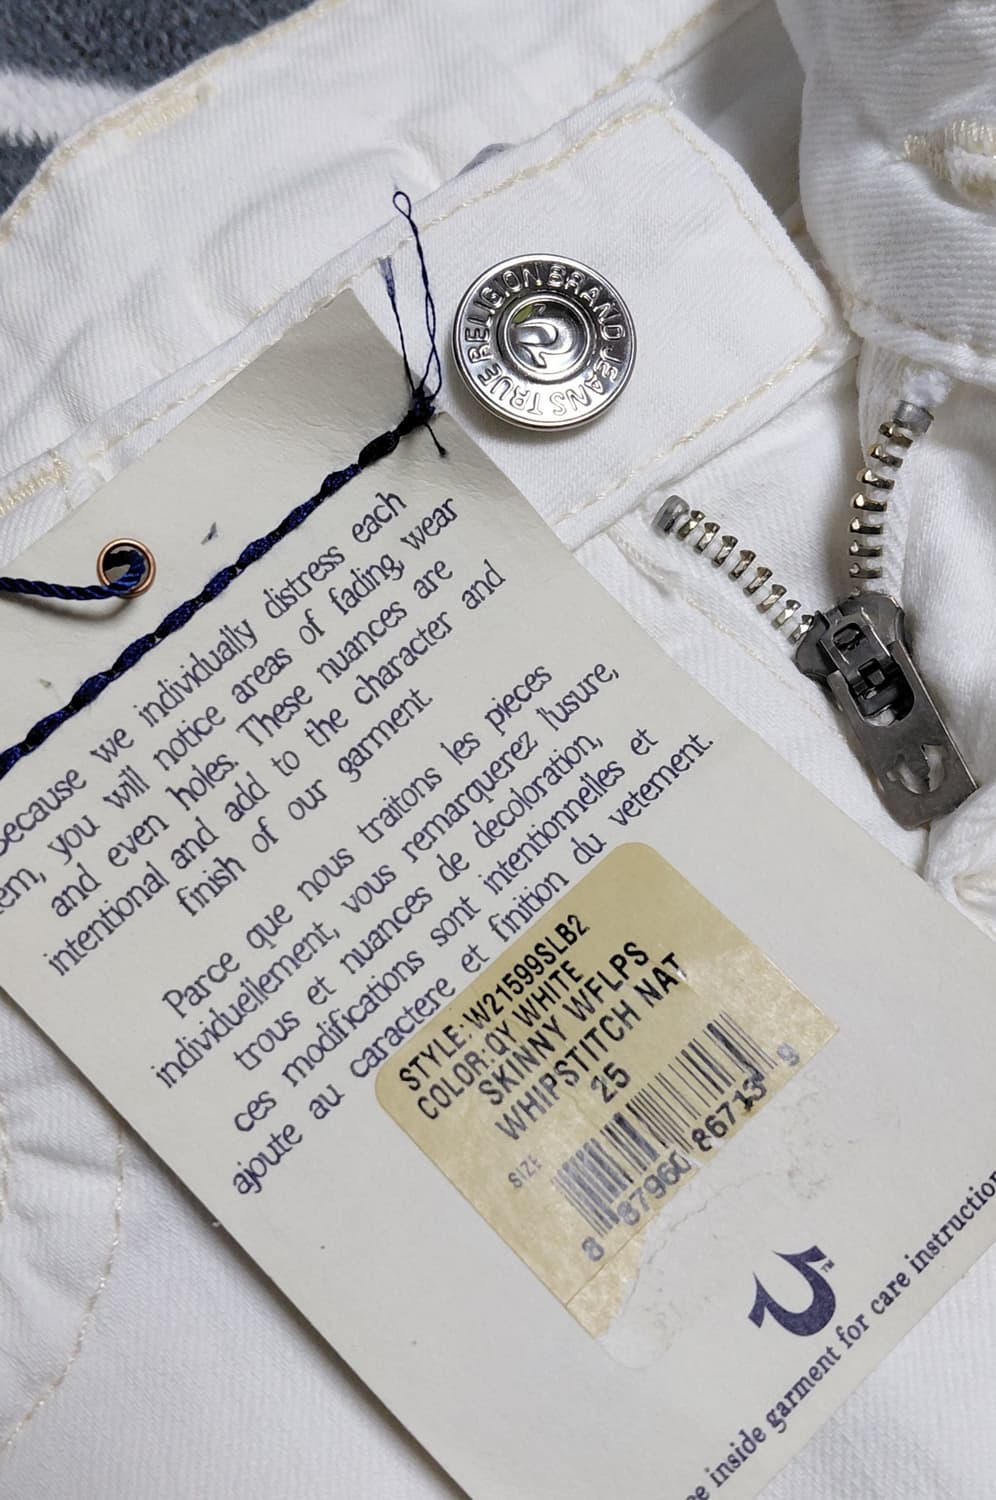 TRUE RELIGION BRAND JEANS
Because we individually distress each
you will notice areas of fading, wear
and even holes. These nuances are
intentional and add to the character and
finish of our garment.
Parce que nous traitons les pieces
individuellement, vous remarquerez l'usure,
trous et nuances de decoloration,
ces modifications sont intentionnelles et
ajoute au caractere et finition du vetement.
STYLE: W21599SLB2
COLOR: QY WHITE
SKINNY WFLPS
WHIPSTITCH NAT
SIZE 25
8 87960 86713 9
TM
inside garment for care instruction